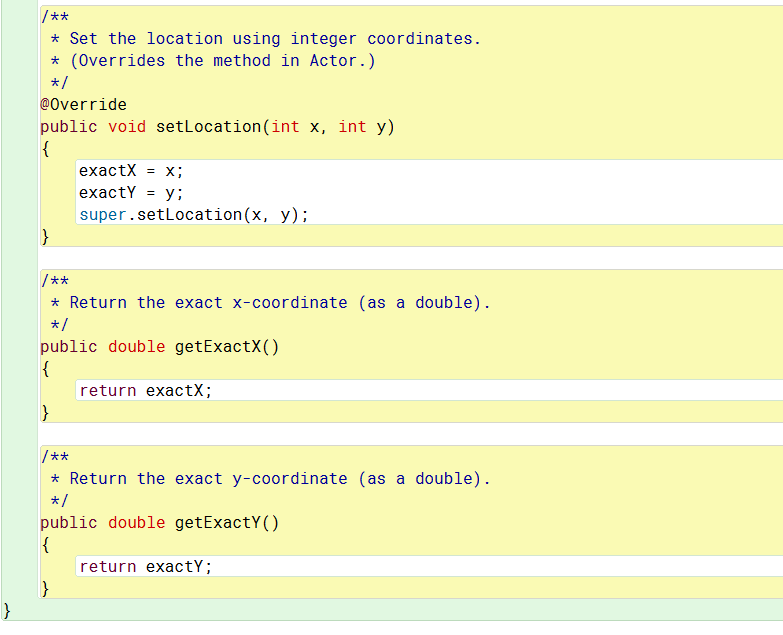 /**
 * Set the location using integer coordinates.
 * (Overrides the method in Actor.)
 */
@Override
public void setLocation(int x, int y)
{
    exactX = x;
    exactY = y;
    super.setLocation(x, y);
}
/**
 * Return the exact x-coordinate (as a double).
 */
public double getExactX()
{
    return exactX;
}
/**
 * Return the exact y-coordinate (as a double).
 */
public double getExactY()
{
    return exactY;
}
}